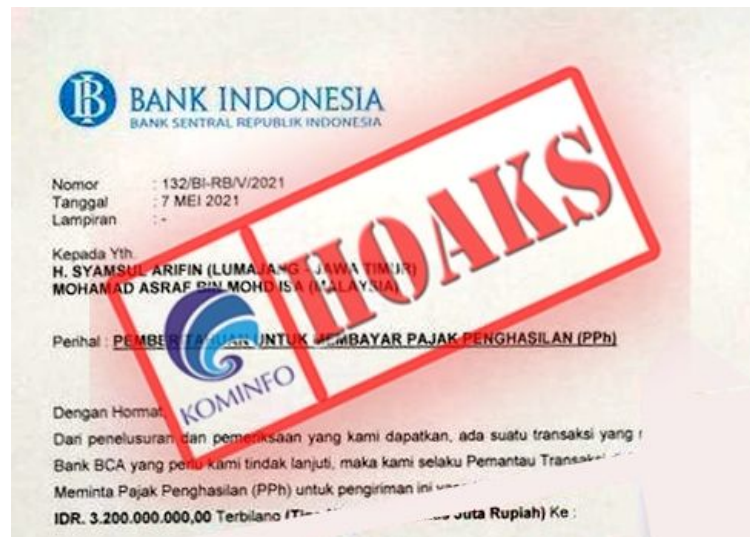 BANK INDONESIA
BANK SENTRAL REPUBLIK INDONESIA
Nomor : 132/BI-RB/V/2021
Tanggal : 7 MEI 2021
Lampiran : -
Kepada Yth.
H. SYAMSUL ARIFIN (LUMAJANG - JAWA TIMUR)
MOHAMAD ASRAF BIN MOHD ISA (MALAYSIA)
Perihal : PEMBERITAHUAN UNTUK MEMBAYAR PAJAK PENGHASILAN (PPh)
HOAKS
KOMINFO
Dengan Hormat,
Dari penelusuran dan pemeriksaan yang kami dapatkan, ada suatu transaksi yang
Bank BCA yang perlu kami tindak lanjuti, maka kami selaku Pemantau Transaksi
Meminta Pajak Penghasilan (PPh) untuk pengiriman ini
IDR. 3.200.000.000,00 Terbilang Juta Rupiah) Ke :